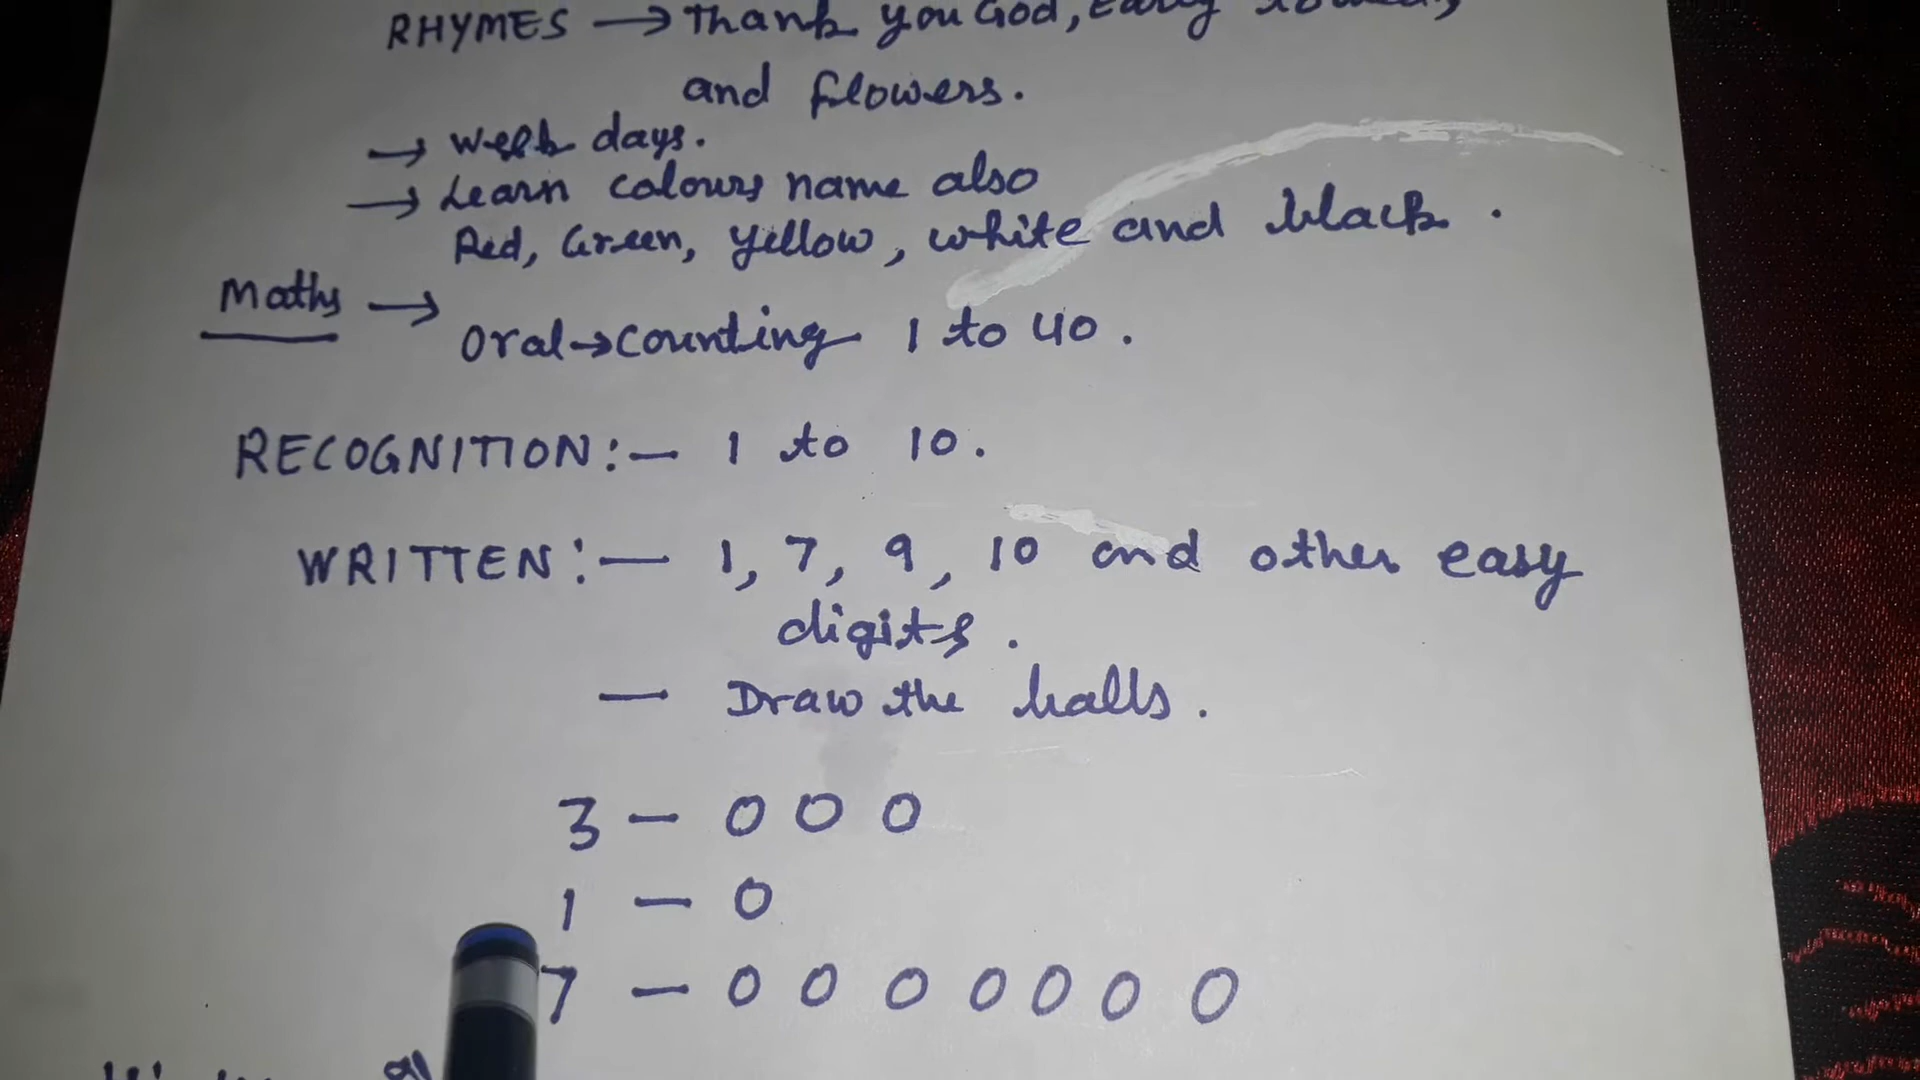 RHYMES → Thank you God, Early
and flowers.
→ Week days.
→ Learn colours name also
Red, Green, Yellow, white and black.
Maths →
Oral → Counting 1 to 40.
RECOGNITION:- 1 to 10.
WRITTEN:- 1, 7, 9, 10 and other easy
digits.
- Draw the balls.
3 - 0 0 0
1 - 0
7 - 0 0 0 0 0 0 0